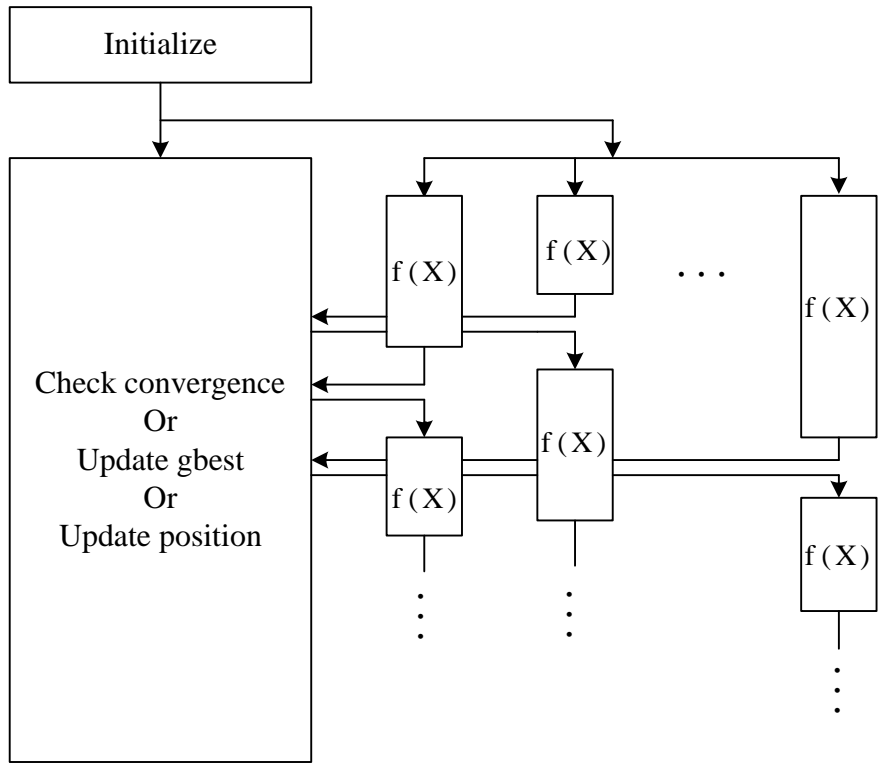 Initialize
f(X)
f(X)
. . .
f(X)
Check convergence
Or
Update gbest
Or
Update position
f(X)
f(X)
f(X)